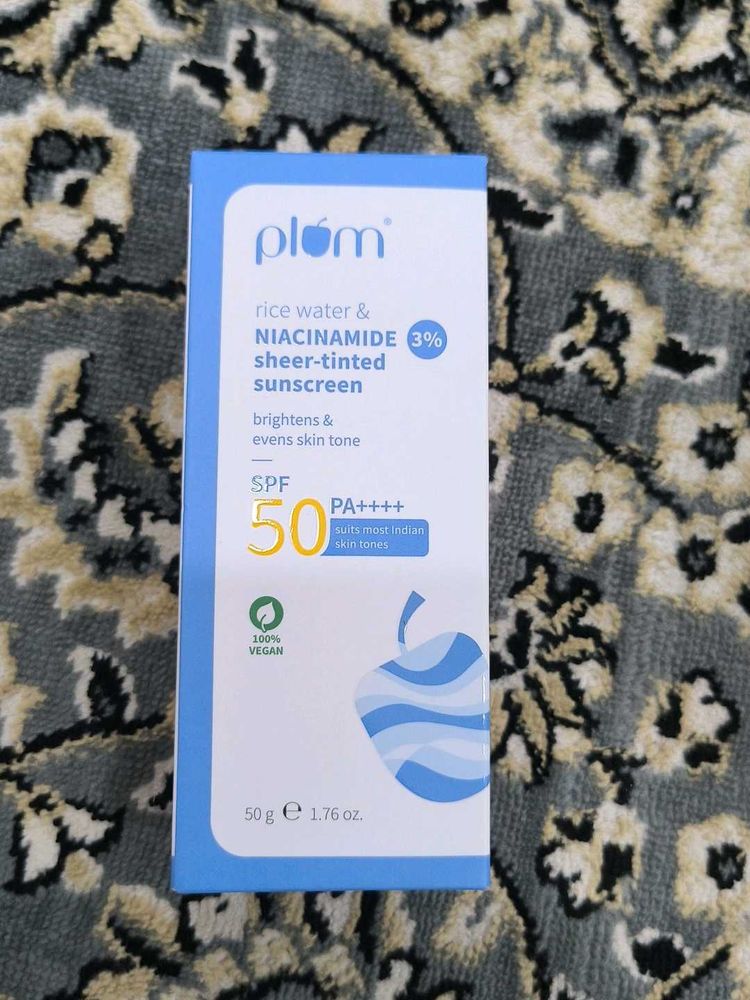 plum®
rice water &
NIACINAMIDE 3%
sheer-tinted
sunscreen
brightens &
evens skin tone
SPF
50 PA++++
suits most Indian
skin tones
100%
VEGAN
50 g ℮ 1.76 oz.